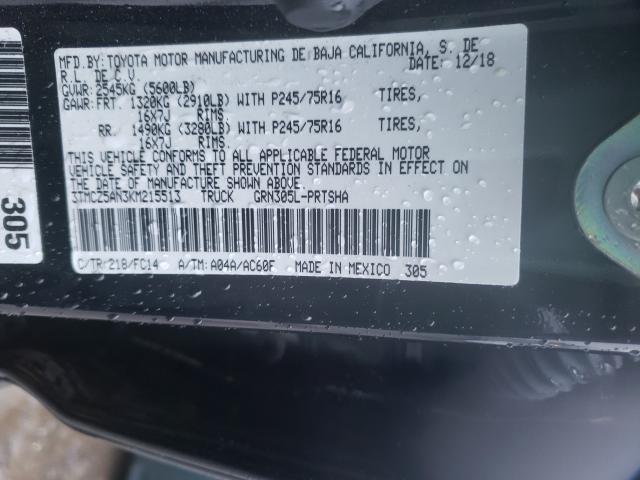 MFD.BY: TOYOTA MOTOR MANUFACTURING DE BAJA CALIFORNIA, S. DE
R.L. DE C.V. DATE: 12/18
GVWR: 2545KG (5600LB)
GAWR: FRT. 1320KG (2910LB) WITH P245/75R16 TIRES,
16X7J RIMS.
RR. 1490KG (3280LB) WITH P245/75R16 TIRES,
16X7J RIMS.
THIS VEHICLE CONFORMS TO ALL APPLICABLE FEDERAL MOTOR
VEHICLE SAFETY AND THEFT PREVENTION STANDARDS IN EFFECT ON
THE DATE OF MANUFACTURE SHOWN ABOVE.
3TMCZ5AN3KM215513 TRUCK GRN305L-PRTSHA
C/TR:218/FC14 A/TM: A04A/AC60F MADE IN MEXICO 305
305